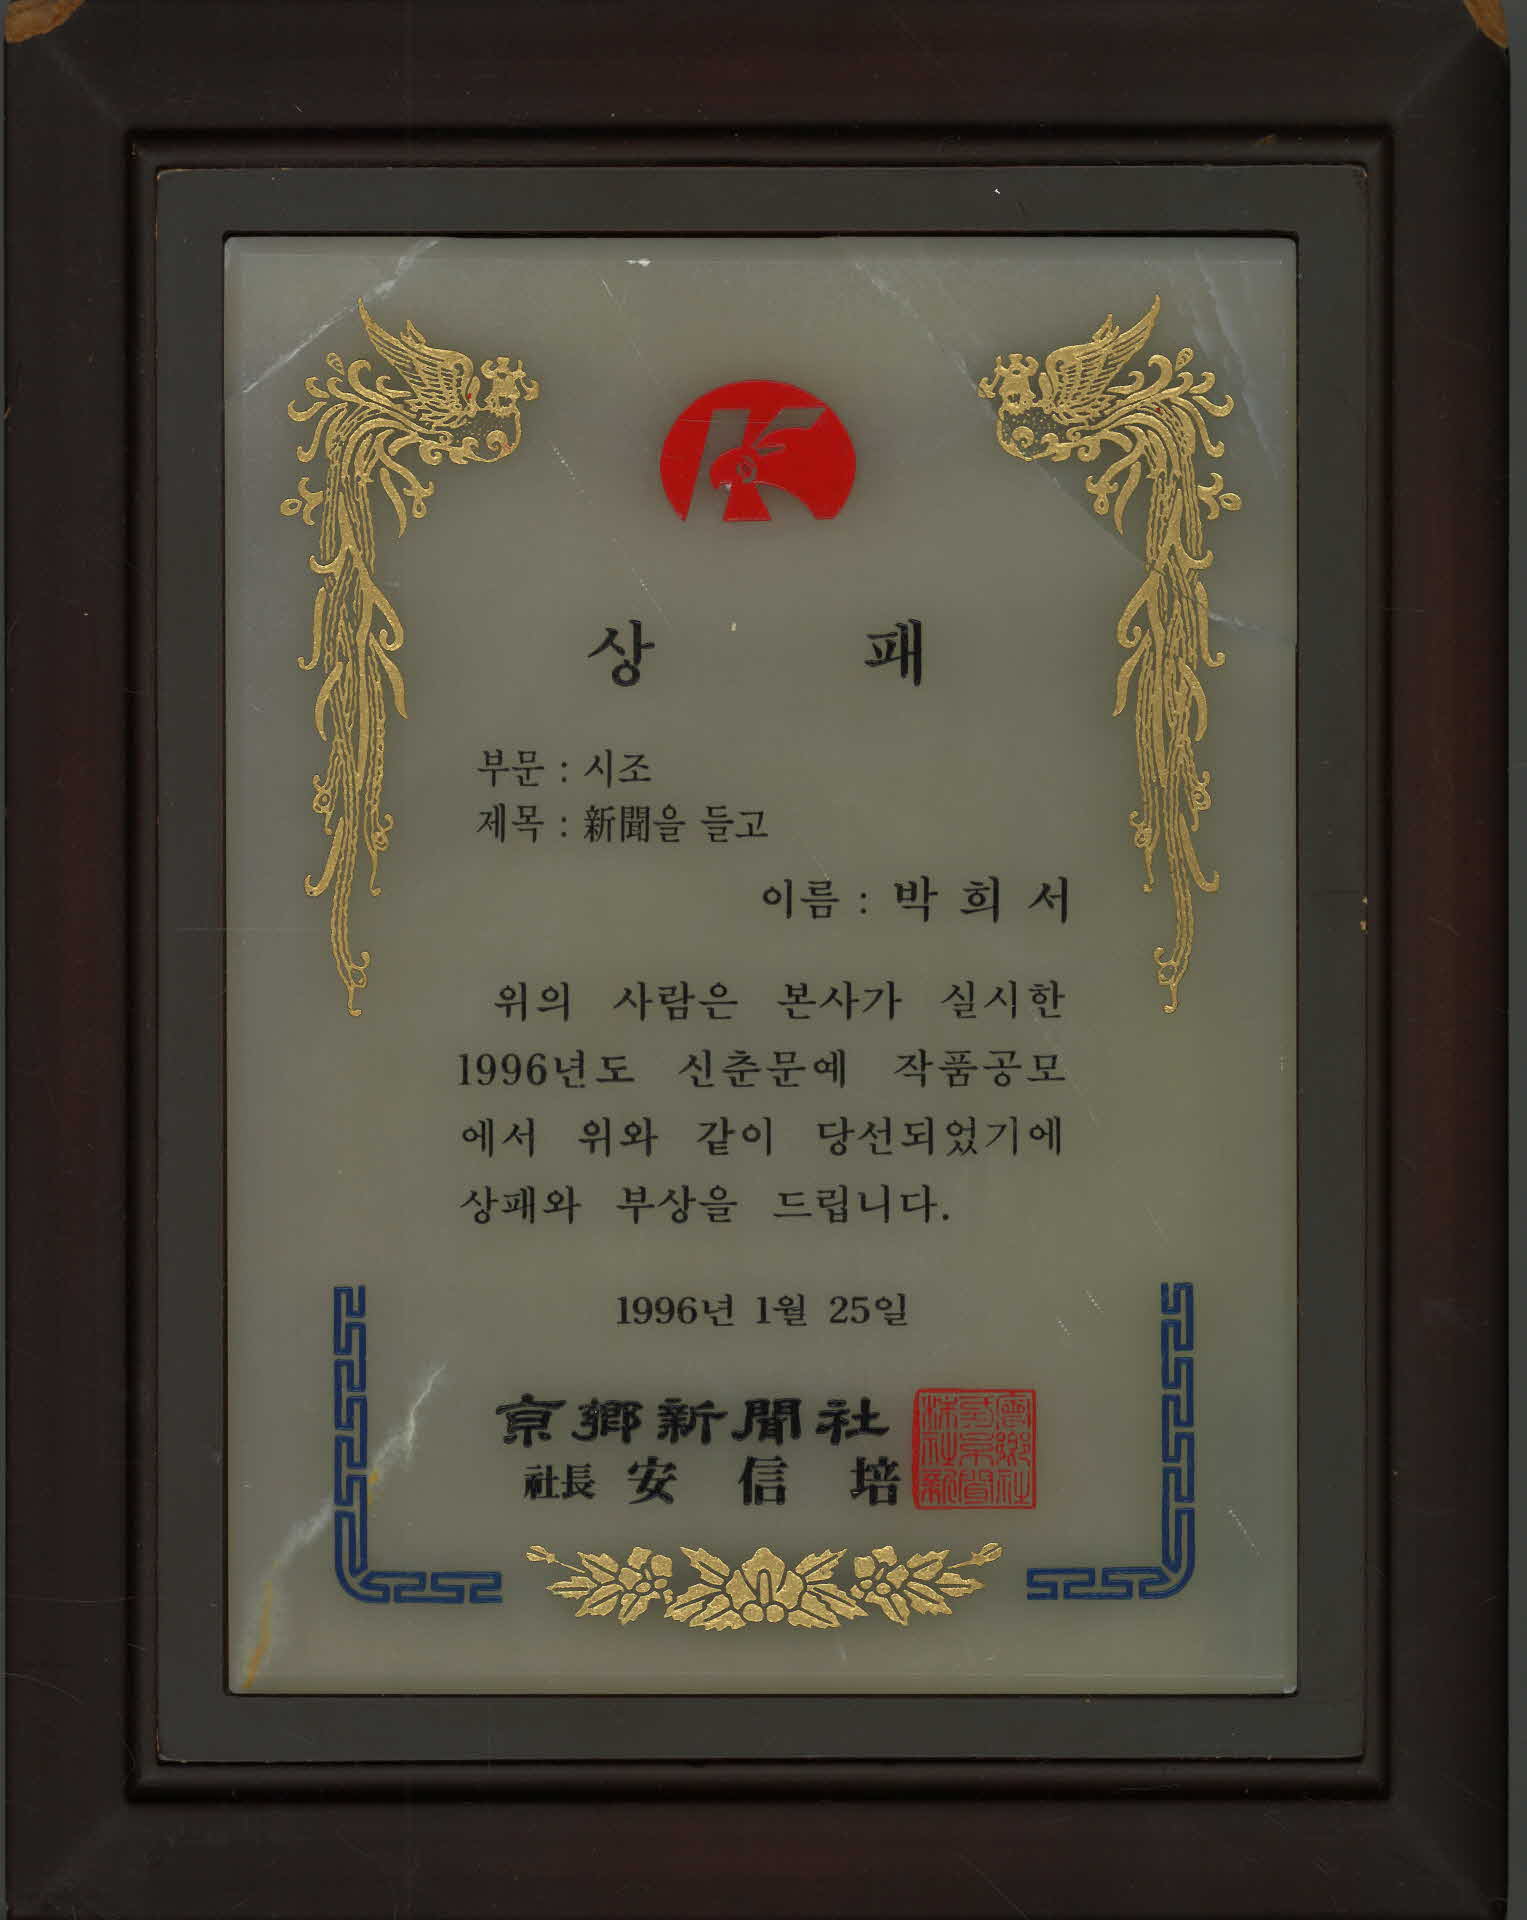 상 패
부문 : 시조
제목 : 新聞을 들고
이름 : 박 희 서
위의 사람은 본사가 실시한
1996년도 신춘문예 작품공모
에서 위와 같이 당선되었기에
상패와 부상을 드립니다.
1996년 1월 25일
京鄕新聞社
社長 安 信 培